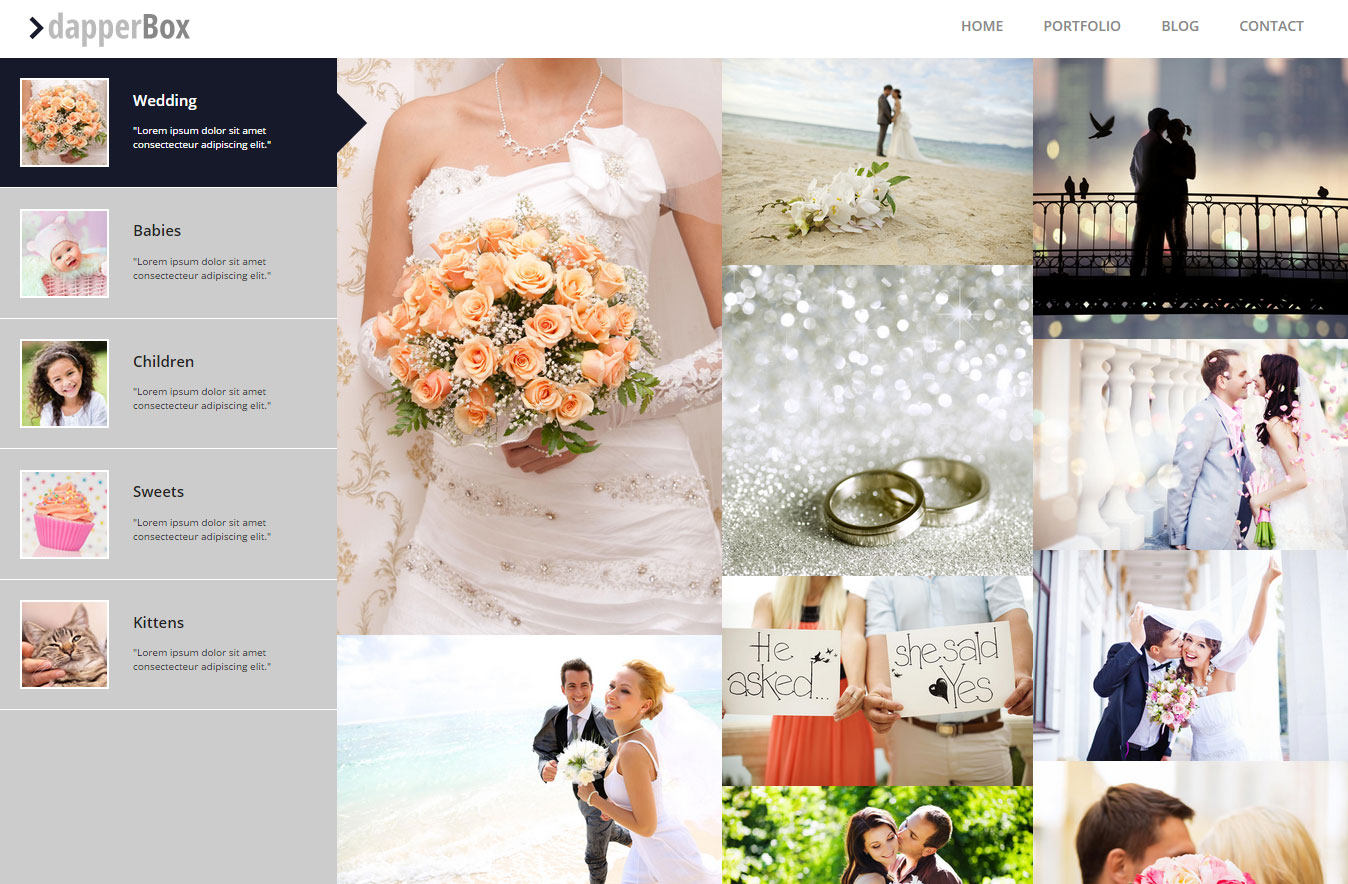 dapperBox
HOME PORTFOLIO BLOG CONTACT
Wedding
"Lorem ipsum dolor sit amet
consectecteur adipiscing elit."
Babies
"Lorem ipsum dolor sit amet
consectecteur adipiscing elit."
Children
"Lorem ipsum dolor sit amet
consectecteur adipiscing elit."
Sweets
"Lorem ipsum dolor sit amet
consectecteur adipiscing elit."
Kittens
"Lorem ipsum dolor sit amet
consectecteur adipiscing elit."
He
asked...
she said
Yes